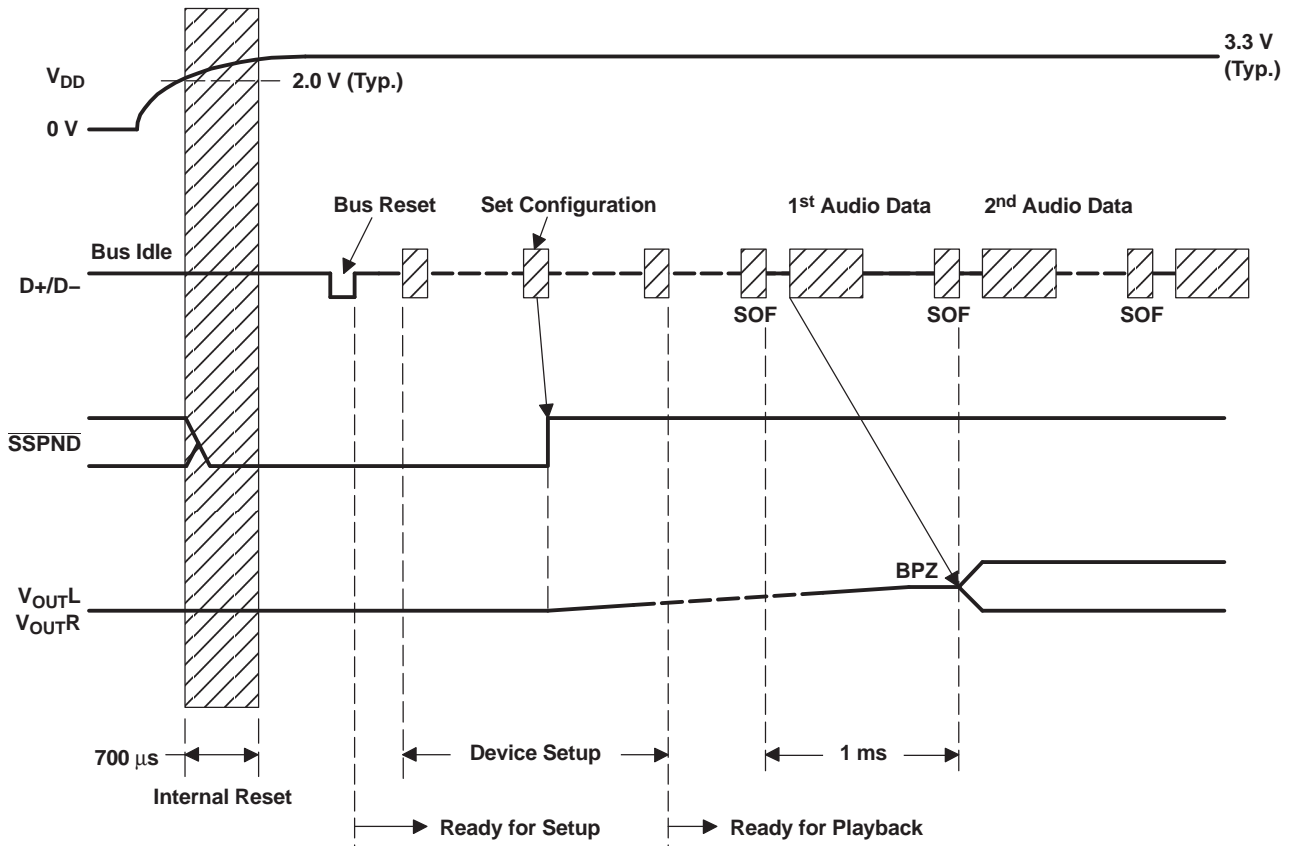 3.3 V
(Typ.)
VDD
2.0 V (Typ.)
0 V
Bus Reset
Set Configuration
1st Audio Data
2nd Audio Data
Bus Idle
D+/D–
SOF
SOF
SOF
SSPND
BPZ
VOUTL
VOUTR
700 μs
Device Setup
1 ms
Internal Reset
Ready for Setup
Ready for Playback